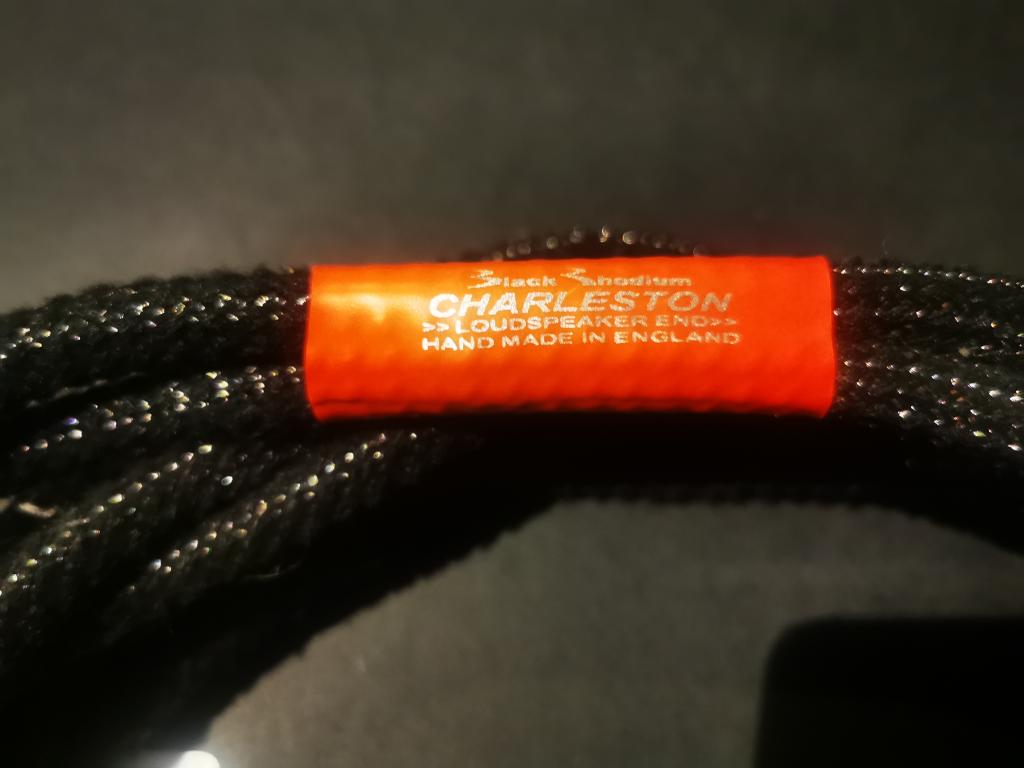 Black Rhodium
CHARLESTON
>> LOUDSPEAKER END>>
HAND MADE IN ENGLAND